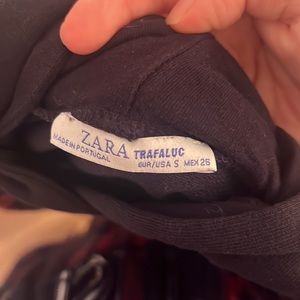 ZARA TRAFALUC
MADE IN PORTUGAL
EUR/USA S MEX 26